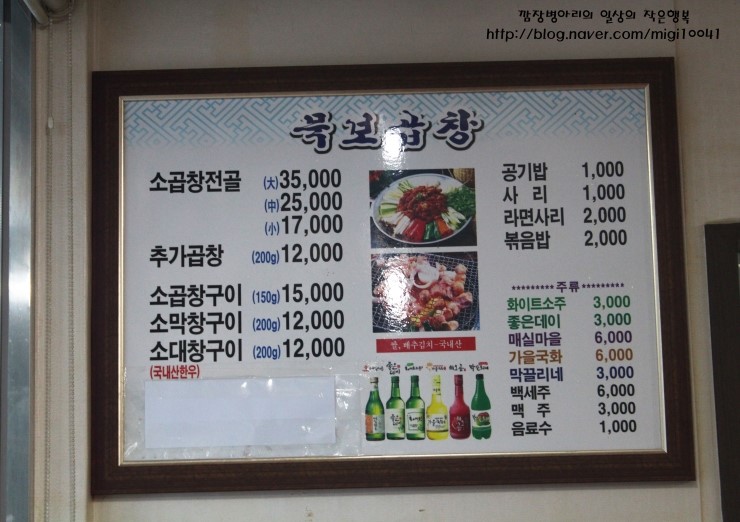 깜장병아리의 일상의 작은행복
http://blog.naver.com/migi10041
묵보곱창
소곱창전골 (大) 35,000
(中) 25,000
(小) 17,000
추가곱창 (200g) 12,000
소곱창구이 (150g) 15,000
소막창구이 (200g) 12,000
소대창구이 (200g) 12,000
(국내산한우)
쌀, 배추김치-국내산
공기밥 1,000
사 리 1,000
라면사리 2,000
볶음밥 2,000
********* 주류 *********
화이트소주 3,000
좋은데이 3,000
매실마을 6,000
가을국화 6,000
막끌리네 3,000
백세주 6,000
맥 주 3,000
음료수 1,000